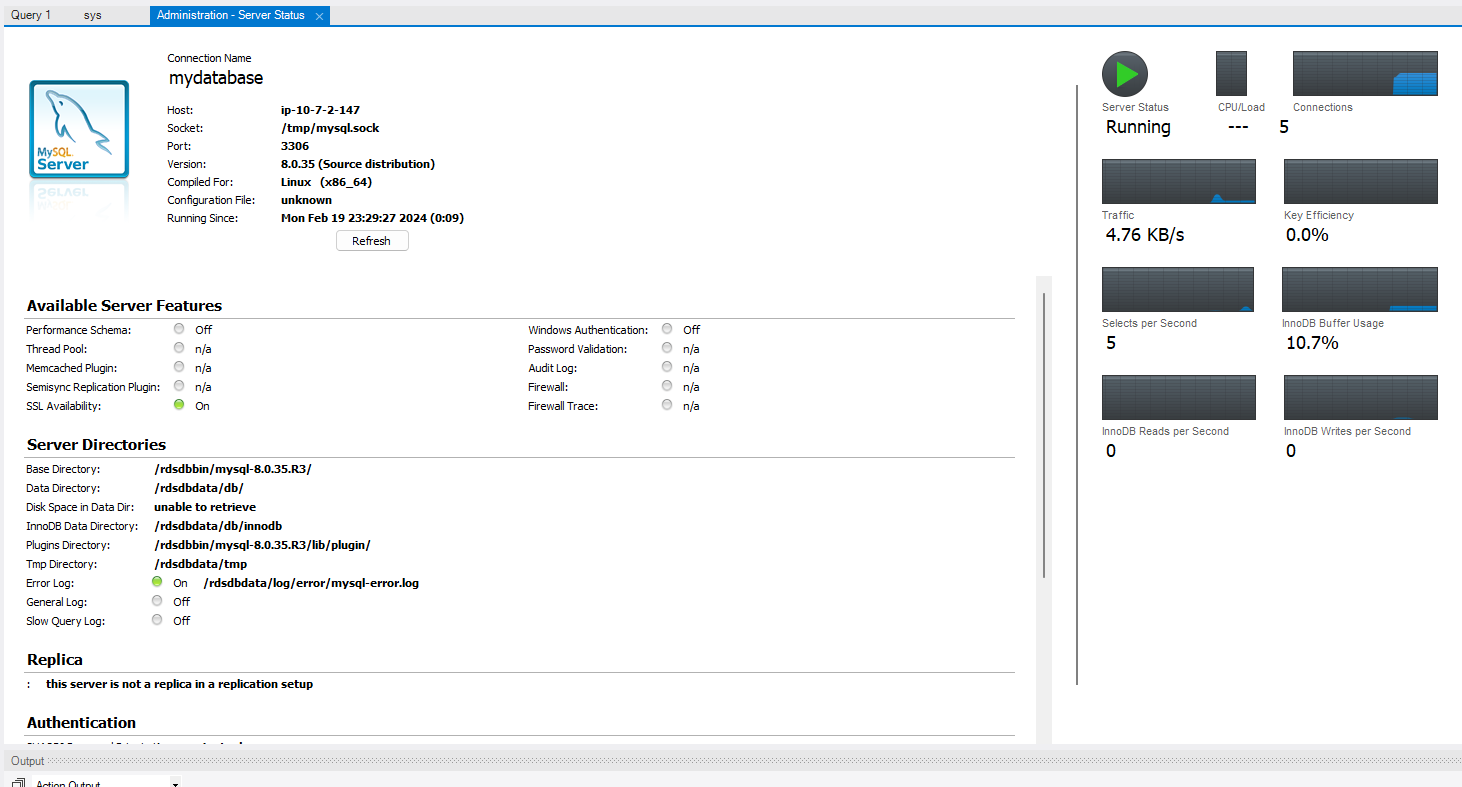 Query 1 sys Administration - Server Status ×
Connection Name
mydatabase
MySQL
Server
Host: ip-10-7-2-147
Socket: /tmp/mysql.sock
Port: 3306
Version: 8.0.35 (Source distribution)
Compiled For: Linux (x86_64)
Configuration File: unknown
Running Since: Mon Feb 19 23:29:27 2024 (0:09)
Refresh
Available Server Features
Performance Schema: Off
Thread Pool: n/a
Memcached Plugin: n/a
Semisync Replication Plugin: n/a
SSL Availability: On
Windows Authentication: Off
Password Validation: n/a
Audit Log: n/a
Firewall: n/a
Firewall Trace: n/a
Server Directories
Base Directory: /rdsdbbin/mysql-8.0.35.R3/
Data Directory: /rdsdbdata/db/
Disk Space in Data Dir: unable to retrieve
InnoDB Data Directory: /rdsdbdata/db/innodb
Plugins Directory: /rdsdbbin/mysql-8.0.35.R3/lib/plugin/
Tmp Directory: /rdsdbdata/tmp
Error Log: On /rdsdbdata/log/error/mysql-error.log
General Log: Off
Slow Query Log: Off
Replica
: this server is not a replica in a replication setup
Authentication
Server Status CPU/Load Connections
Running --- 5
Traffic Key Efficiency
4.76 KB/s 0.0%
Selects per Second InnoDB Buffer Usage
5 10.7%
InnoDB Reads per Second InnoDB Writes per Second
0 0
Output
Action Output